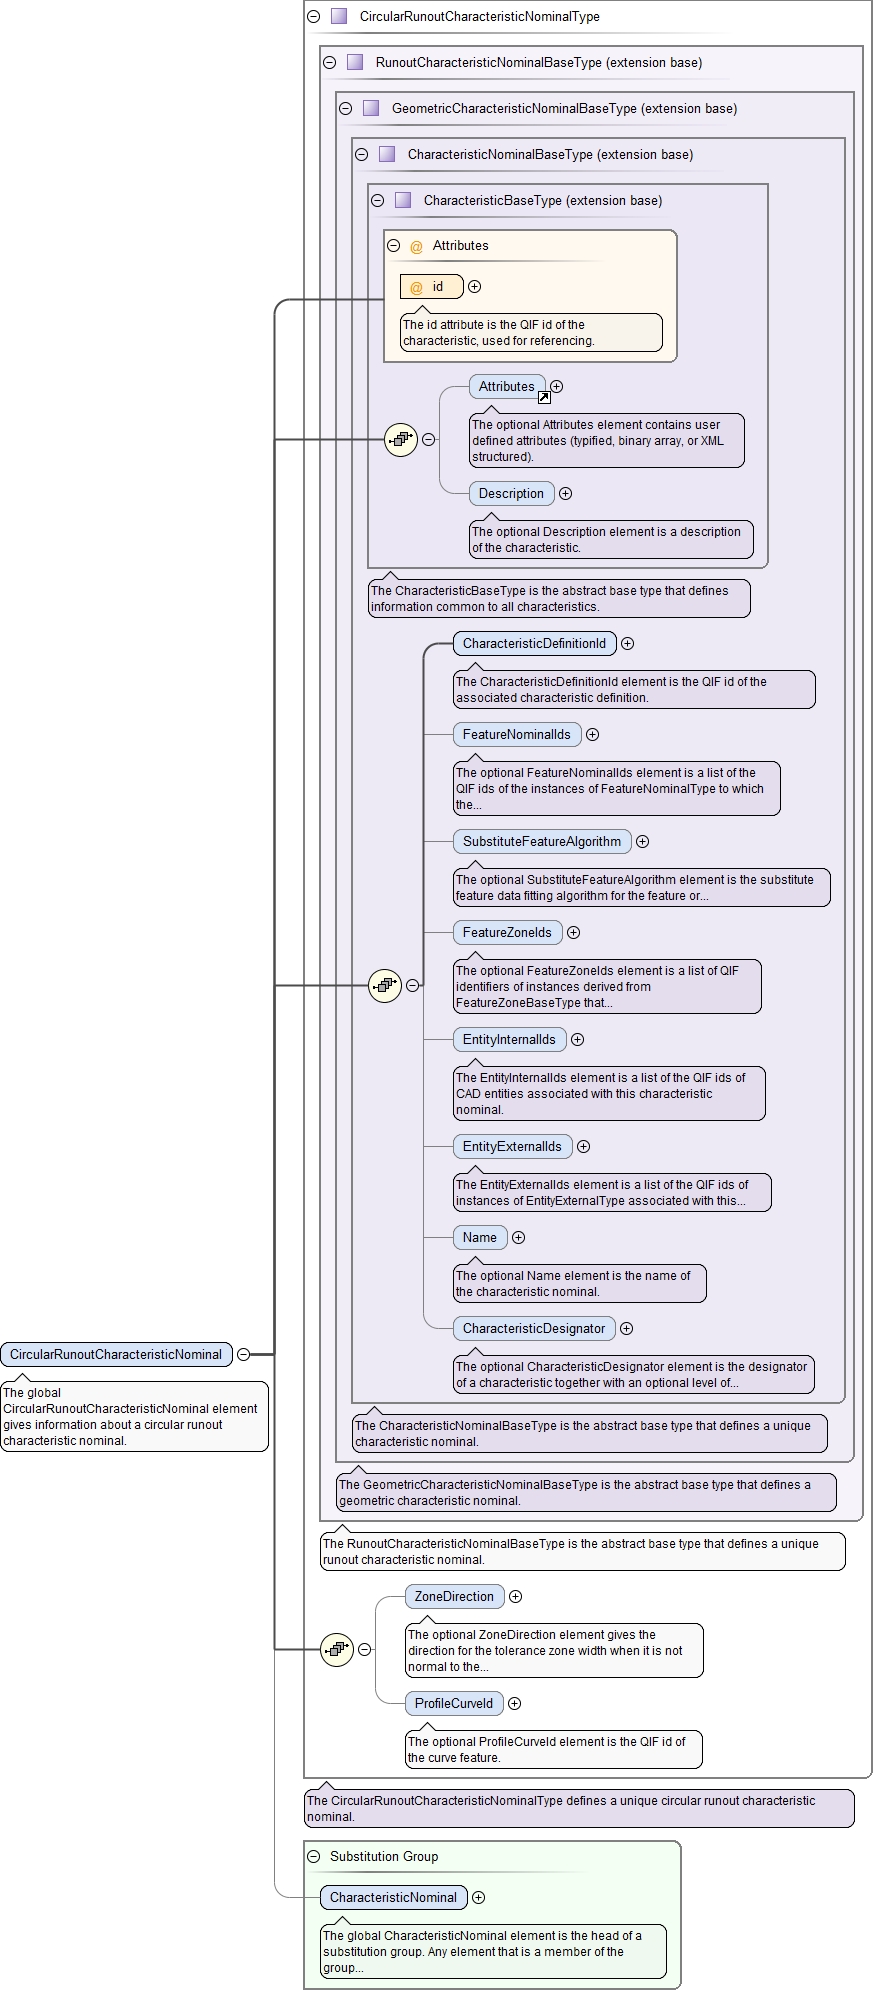 CircularRunoutCharacteristicNominalType
RunoutCharacteristicNominalBaseType (extension base)
GeometricCharacteristicNominalBaseType (extension base)
CharacteristicNominalBaseType (extension base)
CharacteristicBaseType (extension base)
@ Attributes
@ id
The id attribute is the QIF id of the
characteristic, used for referencing.
Attributes
The optional Attributes element contains user
defined attributes (typified, binary array, or XML
structured).
Description
The optional Description element is a description
of the characteristic.
The CharacteristicBaseType is the abstract base type that defines
information common to all characteristics.
CharacteristicDefinitionId
The CharacteristicDefinitionId element is the QIF id of the
associated characteristic definition.
FeatureNominalIds
The optional FeatureNominalIds element is a list of the
QIF ids of the instances of FeatureNominalType to which
the...
SubstituteFeatureAlgorithm
The optional SubstituteFeatureAlgorithm element is the substitute
feature data fitting algorithm for the feature or...
FeatureZoneIds
The optional FeatureZoneIds element is a list of QIF
identifiers of instances derived from
FeatureZoneBaseType that...
EntityInternalIds
The EntityInternalIds element is a list of the QIF ids of
CAD entities associated with this characteristic
nominal.
EntityExternalIds
The EntityExternalIds element is a list of the QIF ids of
instances of EntityExternalType associated with this...
Name
The optional Name element is the name of
the characteristic nominal.
CharacteristicDesignator
The optional CharacteristicDesignator element is the designator
of a characteristic together with an optional level of...
CircularRunoutCharacteristicNominal
The global
CircularRunoutCharacteristicNominal element
gives information about a circular runout
characteristic nominal.
The CharacteristicNominalBaseType is the abstract base type that defines a unique
characteristic nominal.
The GeometricCharacteristicNominalBaseType is the abstract base type that defines a
geometric characteristic nominal.
The RunoutCharacteristicNominalBaseType is the abstract base type that defines a unique
runout characteristic nominal.
ZoneDirection
The optional ZoneDirection element gives the
direction for the tolerance zone width when it is not
normal to the...
ProfileCurveId
The optional ProfileCurveId element is the QIF id of
the curve feature.
The CircularRunoutCharacteristicNominalType defines a unique circular runout characteristic
nominal.
Substitution Group
CharacteristicNominal
The global CharacteristicNominal element is the head of a
substitution group. Any element that is a member of the
group...